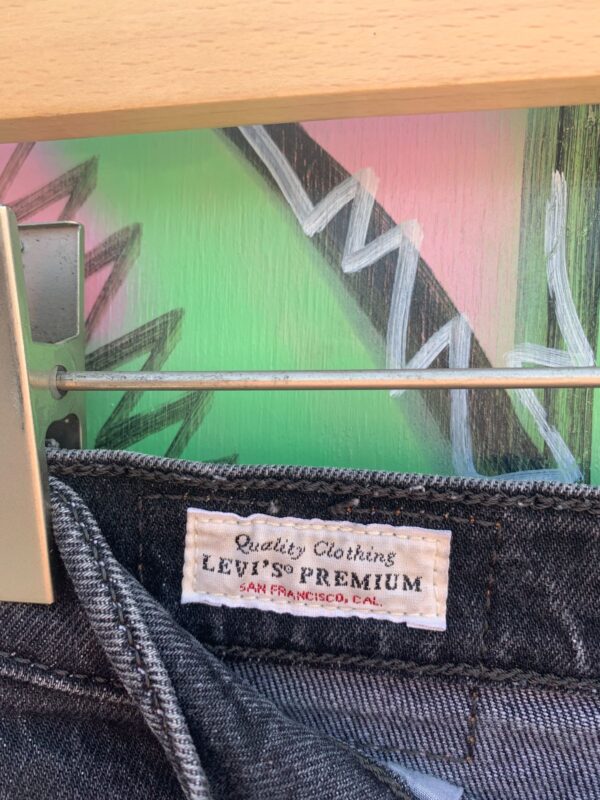 Quality Clothing
LEVI'S® PREMIUM
SAN FRANCISCO, CAL.